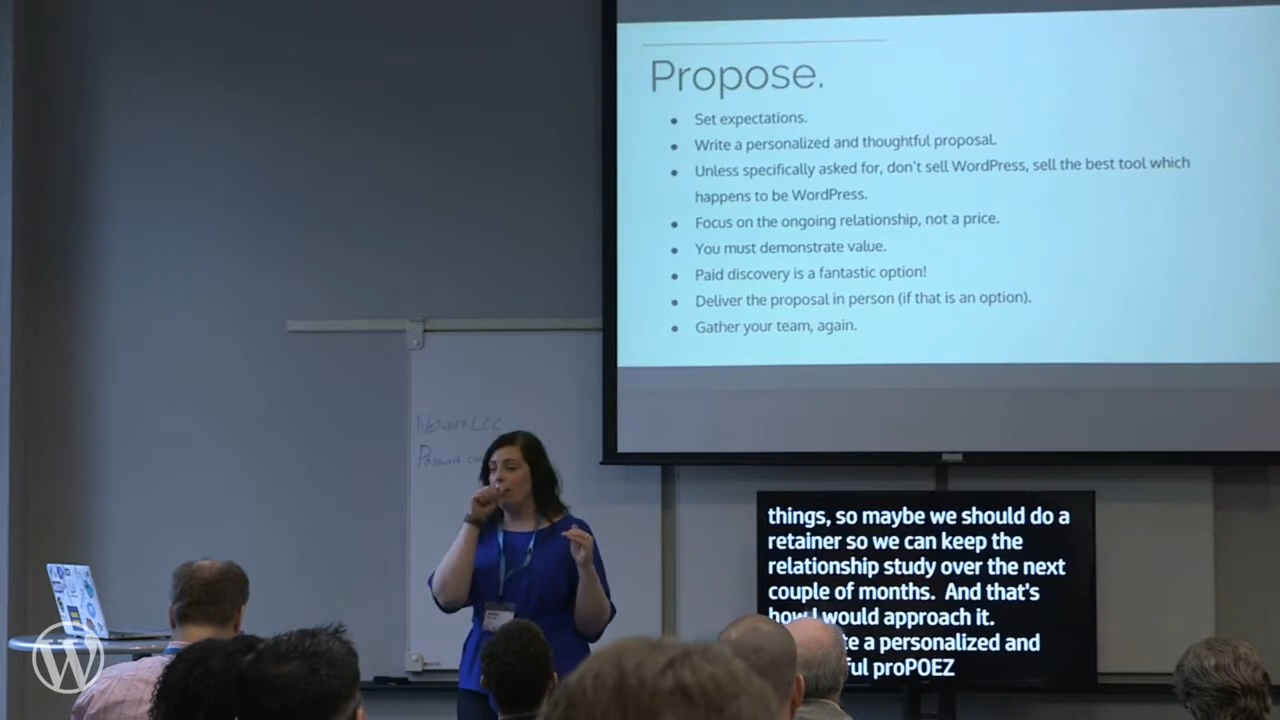 Propose.
Set expectations.
Write a personalized and thoughtful proposal.
Unless specifically asked for, don't sell WordPress, sell the best tool which
happens to be WordPress.
Focus on the ongoing relationship, not a price.
You must demonstrate value.
Paid discovery is a fantastic option!
Deliver the proposal in person (if that is an option).
Gather your team, again.
Network LCC
things, so maybe we should do a
retainer so we can keep the
relationship study over the next
couple of months. And that's
how I would approach it.
a personalized and
proPOEZ